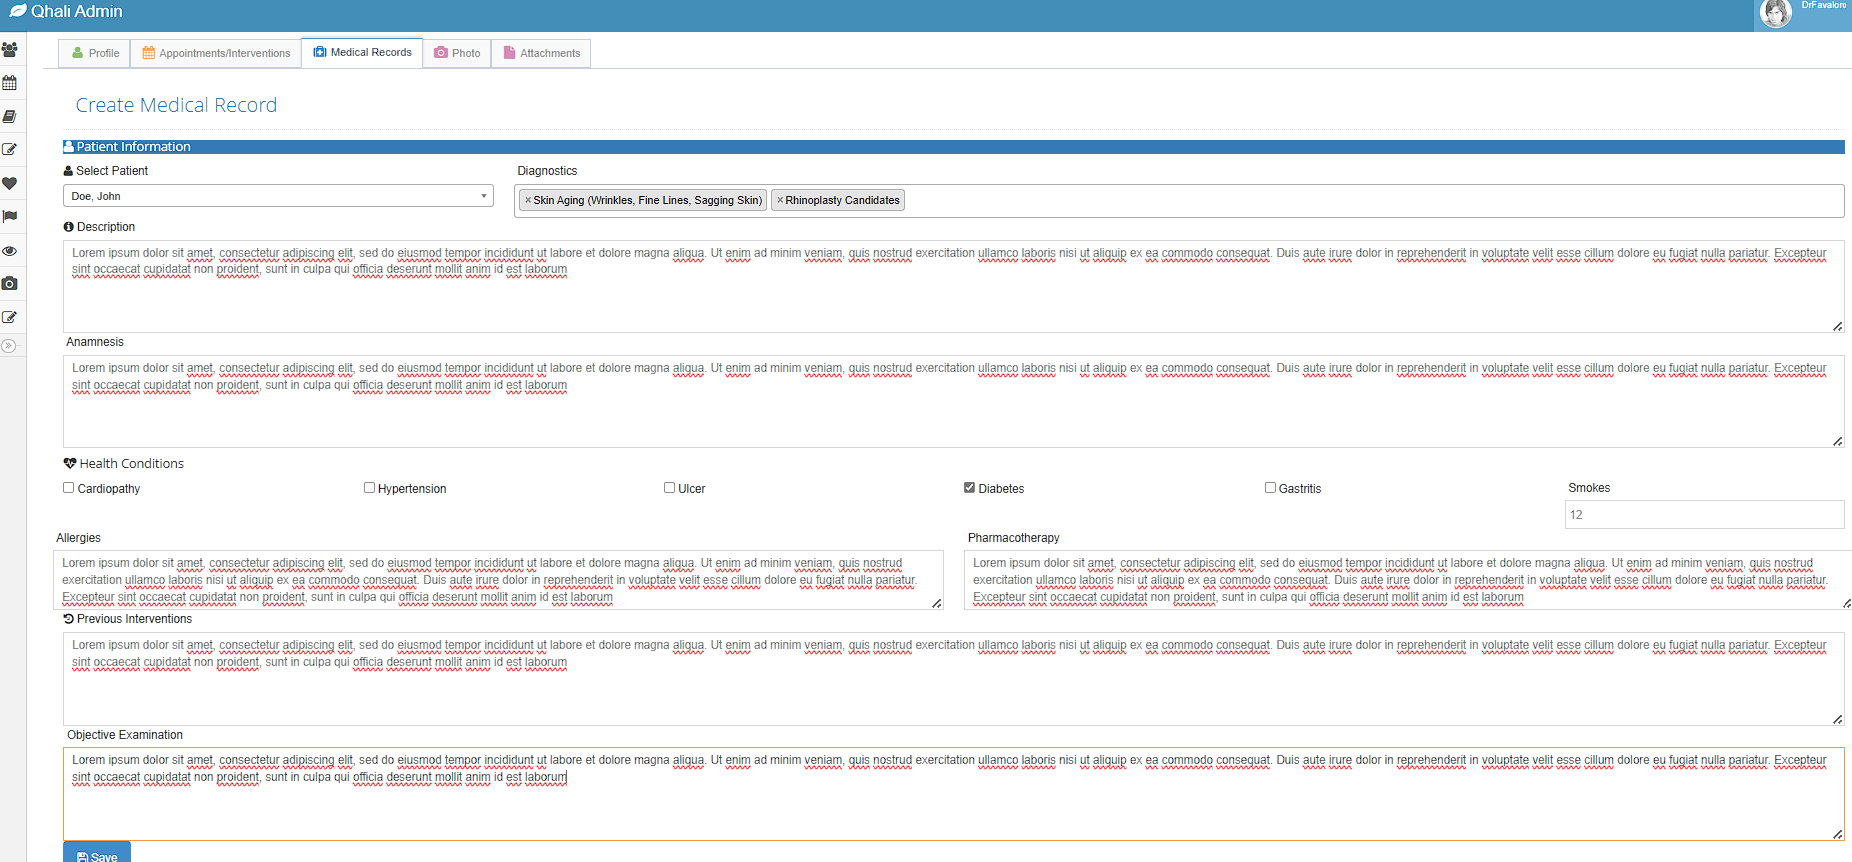 Qhali Admin
DrFavaloro
Profile
Appointments/Interventions
Medical Records
Photo
Attachments
Create Medical Record
Patient Information
Select Patient
Diagnostics
Doe, John
× Skin Aging (Wrinkles, Fine Lines, Sagging Skin)
× Rhinoplasty Candidates
Description
Lorem ipsum dolor sit amet, consectetur adipiscing elit, sed do eiusmod tempor incididunt ut labore et dolore magna aliqua. Ut enim ad minim veniam, quis nostrud exercitation ullamco laboris nisi ut aliquip ex ea commodo consequat. Duis aute irure dolor in reprehenderit in voluptate velit esse cillum dolore eu fugiat nulla pariatur. Excepteur
sint occaecat cupidatat non proident, sunt in culpa qui officia deserunt mollit anim id est laborum
Anamnesis
Lorem ipsum dolor sit amet, consectetur adipiscing elit, sed do eiusmod tempor incididunt ut labore et dolore magna aliqua. Ut enim ad minim veniam, quis nostrud exercitation ullamco laboris nisi ut aliquip ex ea commodo consequat. Duis aute irure dolor in reprehenderit in voluptate velit esse cillum dolore eu fugiat nulla pariatur. Excepteur
sint occaecat cupidatat non proident, sunt in culpa qui officia deserunt mollit anim id est laborum
Health Conditions
Cardiopathy
Hypertension
Ulcer
Diabetes
Gastritis
Smokes
12
Allergies
Lorem ipsum dolor sit amet, consectetur adipiscing elit, sed do eiusmod tempor incididunt ut labore et dolore magna aliqua. Ut enim ad minim veniam, quis nostrud
exercitation ullamco laboris nisi ut aliquip ex ea commodo consequat. Duis aute irure dolor in reprehenderit in voluptate velit esse cillum dolore eu fugiat nulla pariatur.
Excepteur sint occaecat cupidatat non proident, sunt in culpa qui officia deserunt mollit anim id est laborum
Pharmacotherapy
Lorem ipsum dolor sit amet, consectetur adipiscing elit, sed do eiusmod tempor incididunt ut labore et dolore magna aliqua. Ut enim ad minim veniam, quis nostrud
exercitation ullamco laboris nisi ut aliquip ex ea commodo consequat. Duis aute irure dolor in reprehenderit in voluptate velit esse cillum dolore eu fugiat nulla pariatur.
Excepteur sint occaecat cupidatat non proident, sunt in culpa qui officia deserunt mollit anim id est laborum
Previous Interventions
Lorem ipsum dolor sit amet, consectetur adipiscing elit, sed do eiusmod tempor incididunt ut labore et dolore magna aliqua. Ut enim ad minim veniam, quis nostrud exercitation ullamco laboris nisi ut aliquip ex ea commodo consequat. Duis aute irure dolor in reprehenderit in voluptate velit esse cillum dolore eu fugiat nulla pariatur. Excepteur
sint occaecat cupidatat non proident, sunt in culpa qui officia deserunt mollit anim id est laborum
Objective Examination
Lorem ipsum dolor sit amet, consectetur adipiscing elit, sed do eiusmod tempor incididunt ut labore et dolore magna aliqua. Ut enim ad minim veniam, quis nostrud exercitation ullamco laboris nisi ut aliquip ex ea commodo consequat. Duis aute irure dolor in reprehenderit in voluptate velit esse cillum dolore eu fugiat nulla pariatur. Excepteur
sint occaecat cupidatat non proident, sunt in culpa qui officia deserunt mollit anim id est laborum
Save